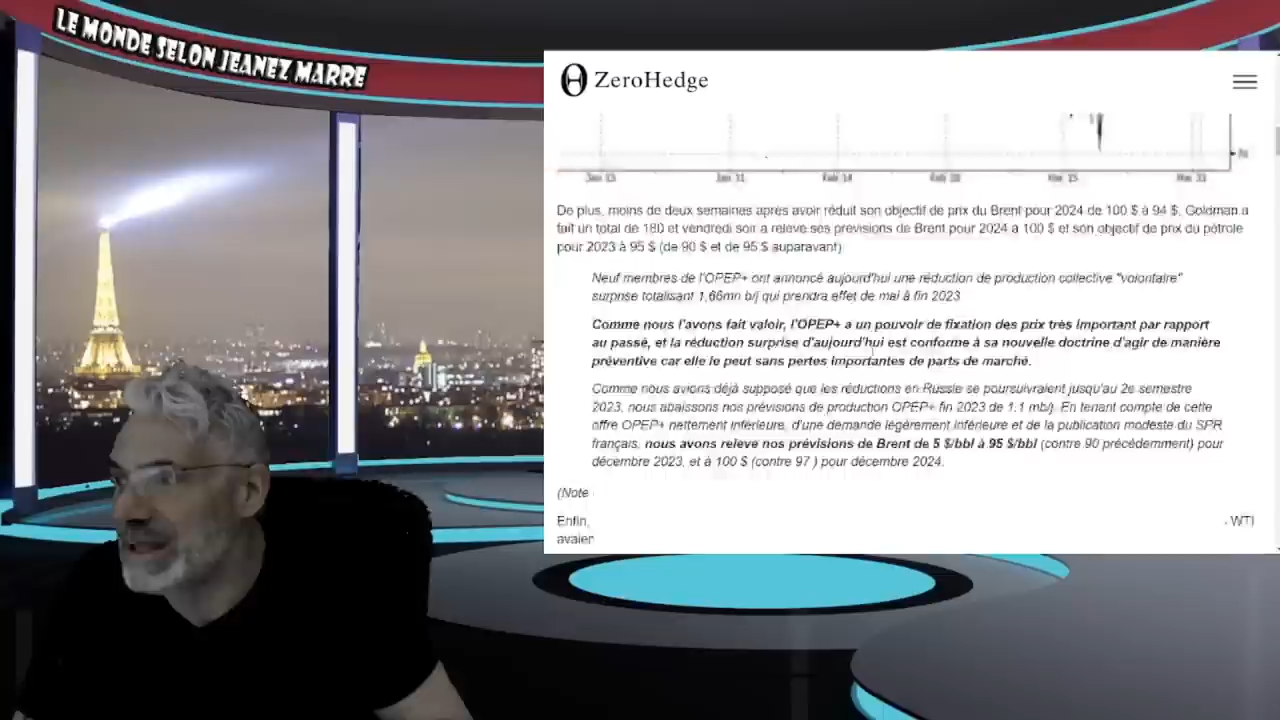 LE MONDE SELON JEANEZ MARRE
ZeroHedge
Jan 31
Feb 14
De plus, moins de deux semaines après avoir réduit son objectif de prix du Brent pour 2024 de 100 $ à 94 $, Goldman a
fait un total de 180 et vendredi soir a relevé ses prévisions de Brent pour 2024 à 100 $ et son objectif de prix du pétrole
pour 2023 à 95 $ (de 90 $ et de 95 $ auparavant)
Neuf membres de l'OPEP+ ont annoncé aujourd'hui une réduction de production collective "volontaire"
surprise totalisant 1,66mn b/j qui prendra effet de mai à fin 2023
Comme nous l'avons fait valoir, l'OPEP+ a un pouvoir de fixation des prix très important par rapport
au passé, et la réduction surprise d'aujourd'hui est conforme à sa nouvelle doctrine d'agir de manière
préventive car elle le peut sans pertes importantes de parts de marché.
Comme nous avions déjà supposé que les réductions en Russie se poursuivraient jusqu'au 2e semestre
2023, nous abaissons nos prévisions de production OPEP+ fin 2023 de 1.1 mb/j. En tenant compte de cette
offre OPEP+ nettement inférieure, d'une demande légèrement inférieure et de la publication modeste du SPR
français, nous avons relevé nos prévisions de Brent de 5 $/bbl à 95 $/bbl (contre 90 précédemment) pour
décembre 2023, et à 100 $ (contre 97 ) pour décembre 2024.
(Note
Enfin, . WTI
avaien